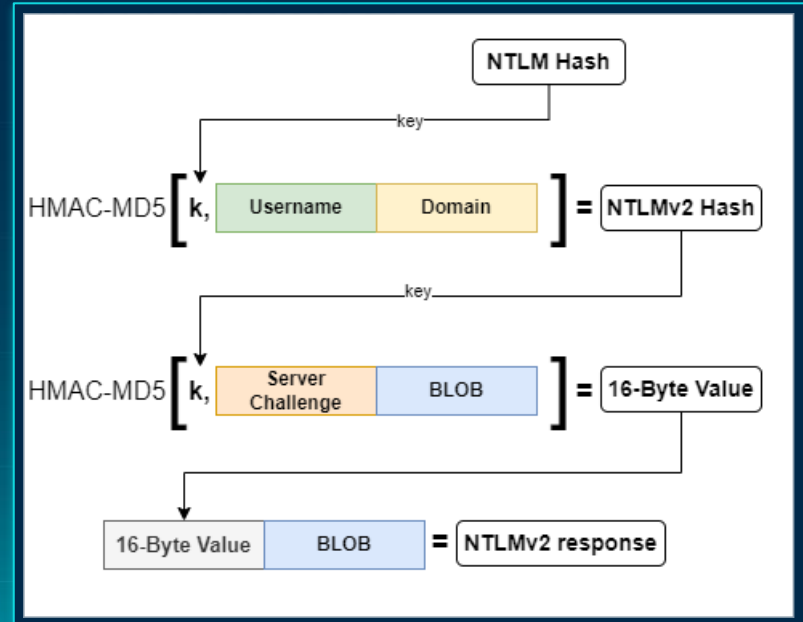 NTLM Hash
key
HMAC-MD5 [ k, Username Domain ] = NTLMv2 Hash
key
HMAC-MD5 [ k, Server Challenge BLOB ] = 16-Byte Value
16-Byte Value BLOB = NTLMv2 response